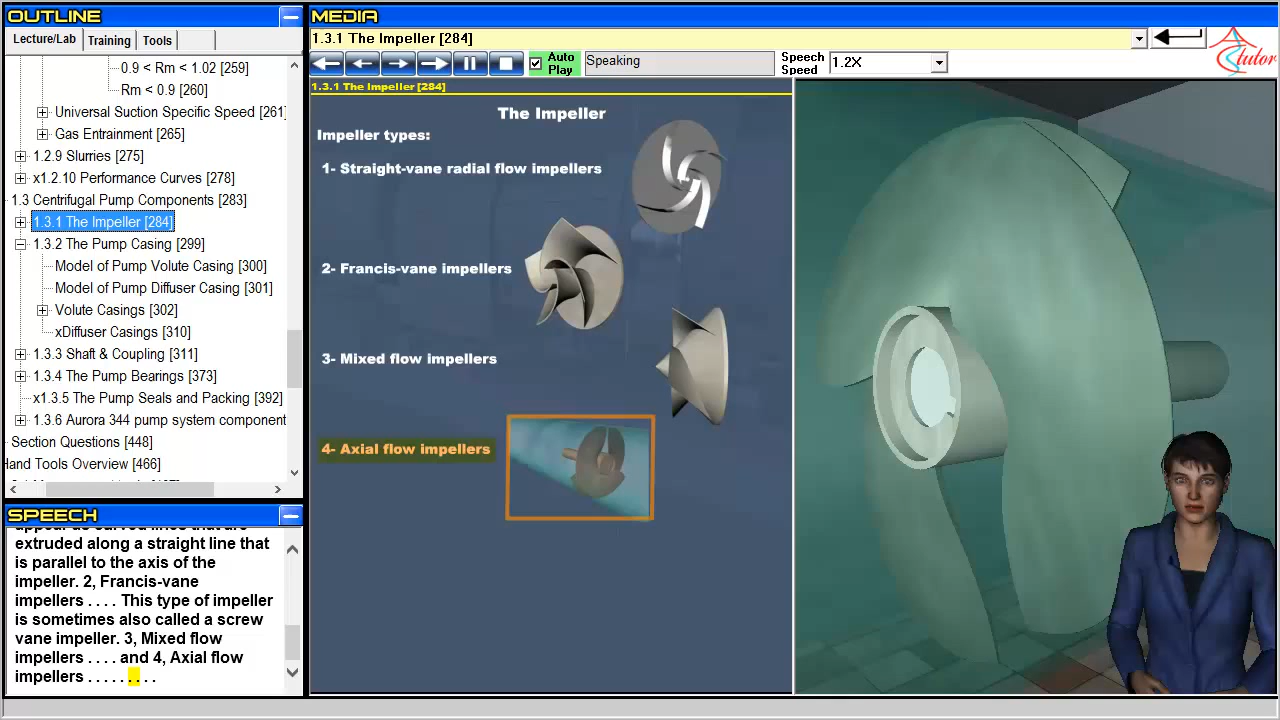 OUTLINE
Lecture/Lab
Training
Tools
0.9 < Rm < 1.02 [259]
Rm < 0.9 [260]
Universal Suction Specific Speed [261]
Gas Entrainment [265]
1.2.9 Slurries [275]
x1.2.10 Performance Curves [278]
1.3 Centrifugal Pump Components [283]
1.3.1 The Impeller [284]
1.3.2 The Pump Casing [299]
Model of Pump Volute Casing [300]
Model of Pump Diffuser Casing [301]
Volute Casings [302]
xDiffuser Casings [310]
1.3.3 Shaft & Coupling [311]
1.3.4 The Pump Bearings [373]
x1.3.5 The Pump Seals and Packing [392]
1.3.6 Aurora 344 pump system component
Section Questions [448]
Hand Tools Overview [466]
SPEECH
extruded along a straight line that
is parallel to the axis of the
impeller. 2, Francis-vane
impellers . . . . This type of impeller
is sometimes also called a screw
vane impeller. 3, Mixed flow
impellers . . . . and 4, Axial flow
impellers . . . . . . . . .
MEDIA
1.3.1 The Impeller [284]
Auto
Play
Speaking
Speech
Speed
1.2X
tutor
1.3.1 The Impeller [284]
The Impeller
Impeller types:
1- Straight-vane radial flow impellers
2- Francis-vane impellers
3- Mixed flow impellers
4- Axial flow impellers